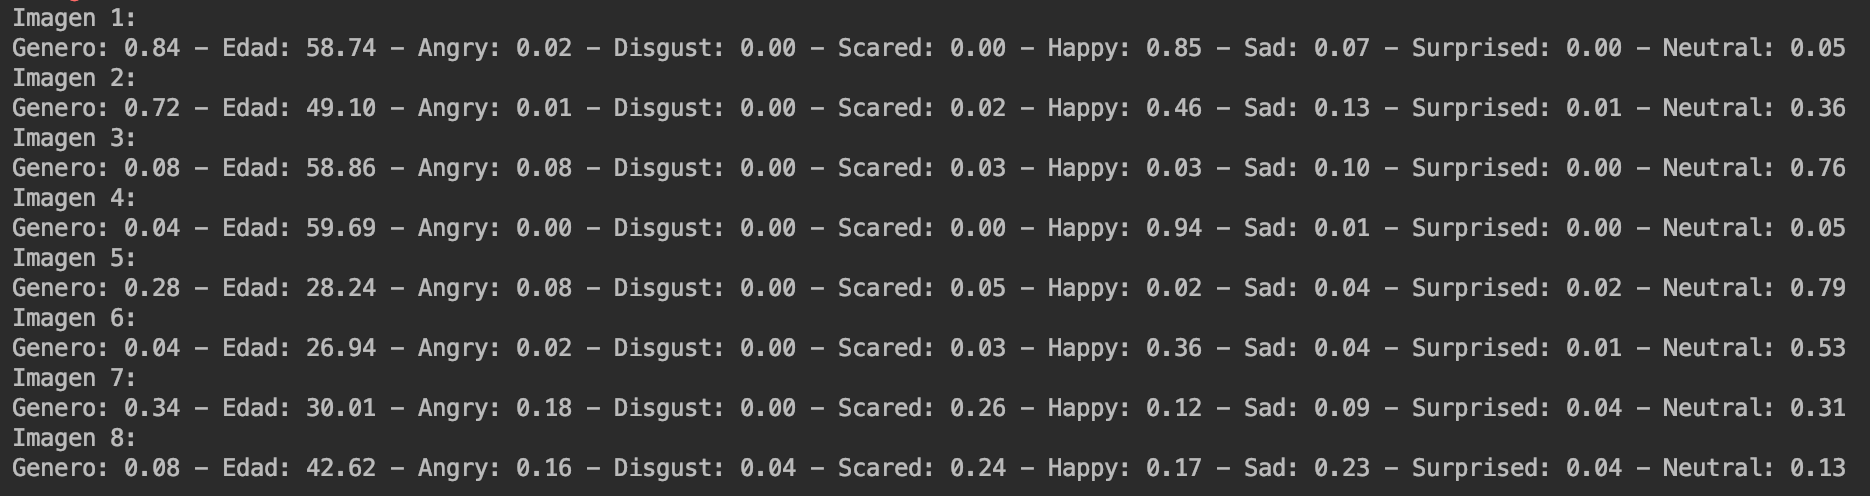 Imagen 1:
Genero: 0.84 – Edad: 58.74 – Angry: 0.02 – Disgust: 0.00 – Scared: 0.00 – Happy: 0.85 – Sad: 0.07 – Surprised: 0.00 – Neutral: 0.05
Imagen 2:
Genero: 0.72 – Edad: 49.10 – Angry: 0.01 – Disgust: 0.00 – Scared: 0.02 – Happy: 0.46 – Sad: 0.13 – Surprised: 0.01 – Neutral: 0.36
Imagen 3:
Genero: 0.08 – Edad: 58.86 – Angry: 0.08 – Disgust: 0.00 – Scared: 0.03 – Happy: 0.03 – Sad: 0.10 – Surprised: 0.00 – Neutral: 0.76
Imagen 4:
Genero: 0.04 – Edad: 59.69 – Angry: 0.00 – Disgust: 0.00 – Scared: 0.00 – Happy: 0.94 – Sad: 0.01 – Surprised: 0.00 – Neutral: 0.05
Imagen 5:
Genero: 0.28 – Edad: 28.24 – Angry: 0.08 – Disgust: 0.00 – Scared: 0.05 – Happy: 0.02 – Sad: 0.04 – Surprised: 0.02 – Neutral: 0.79
Imagen 6:
Genero: 0.04 – Edad: 26.94 – Angry: 0.02 – Disgust: 0.00 – Scared: 0.03 – Happy: 0.36 – Sad: 0.04 – Surprised: 0.01 – Neutral: 0.53
Imagen 7:
Genero: 0.34 – Edad: 30.01 – Angry: 0.18 – Disgust: 0.00 – Scared: 0.26 – Happy: 0.12 – Sad: 0.09 – Surprised: 0.04 – Neutral: 0.31
Imagen 8:
Genero: 0.08 – Edad: 42.62 – Angry: 0.16 – Disgust: 0.04 – Scared: 0.24 – Happy: 0.17 – Sad: 0.23 – Surprised: 0.04 – Neutral: 0.13